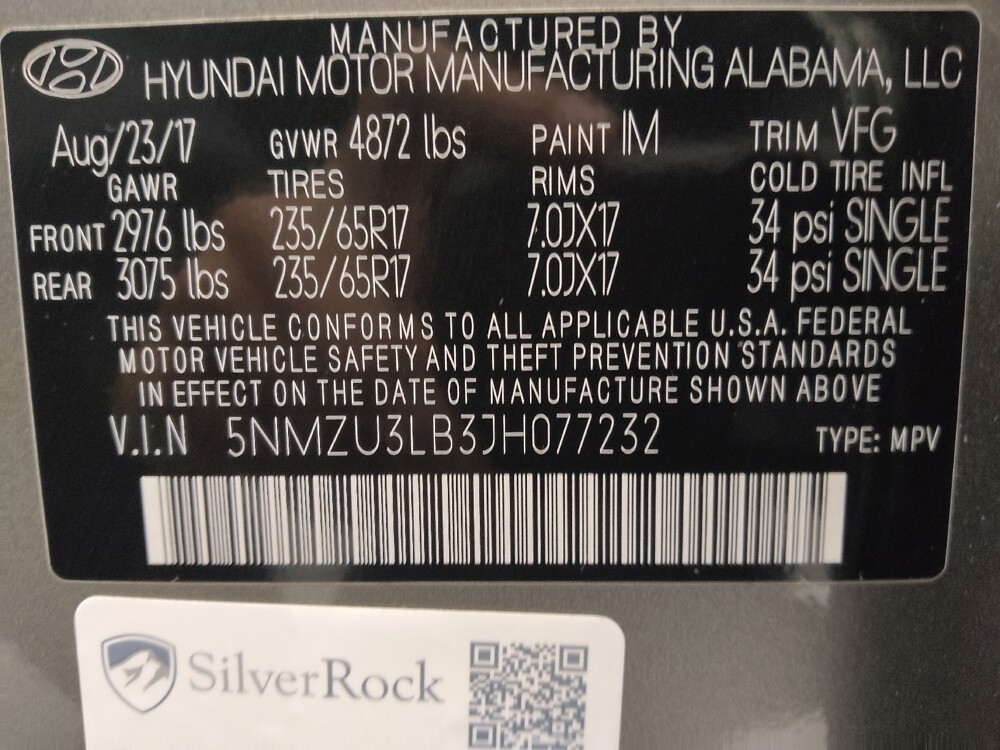 MANUFACTURED BY
HYUNDAI MOTOR MANUFACTURING ALABAMA, LLC
Aug/23/17 GVWR 4872 lbs PAINT IM TRIM VFG
GAWR TIRES RIMS COLD TIRE INFL
FRONT 2976 lbs 235/65R17 7.0JX17 34 psi SINGLE
REAR 3075 lbs 235/65R17 7.0JX17 34 psi SINGLE
THIS VEHICLE CONFORMS TO ALL APPLICABLE U.S.A. FEDERAL
MOTOR VEHICLE SAFETY AND THEFT PREVENTION STANDARDS
IN EFFECT ON THE DATE OF MANUFACTURE SHOWN ABOVE
V.I.N 5NMZU3LB3JH077232 TYPE: MPV
SilverRock